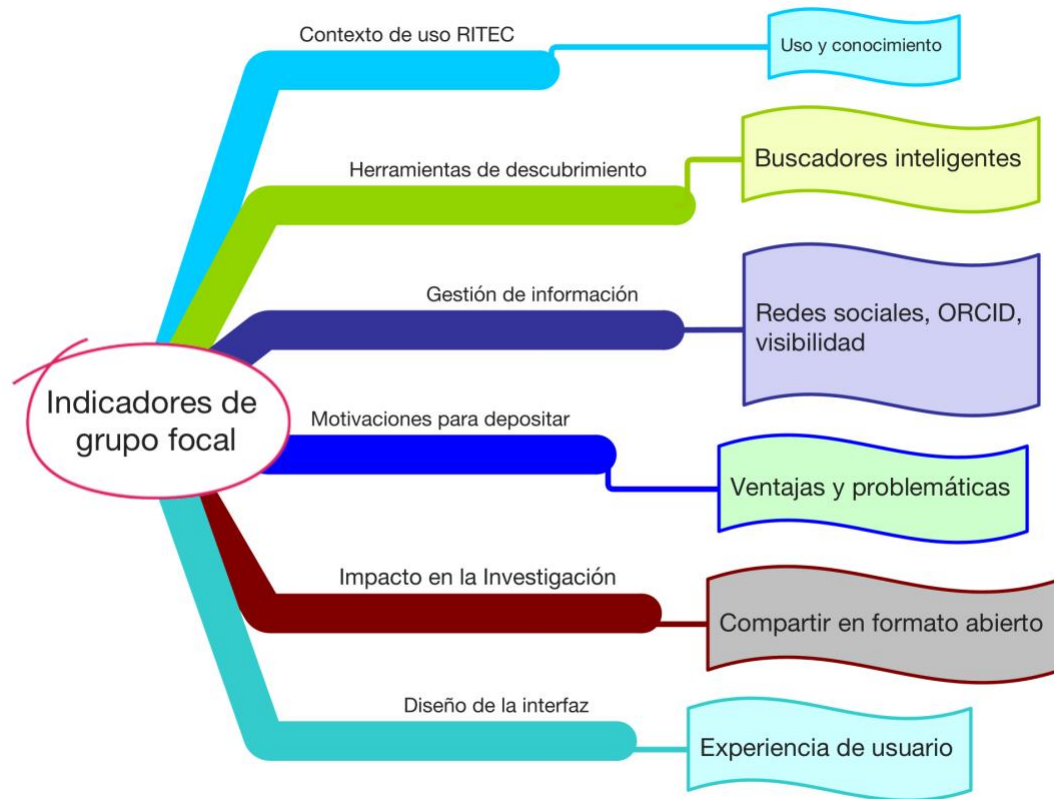 Contexto de uso RITEC
Uso y conocimiento
Herramientas de descubrimiento
Buscadores inteligentes
Gestión de información
Redes sociales, ORCID,
visibilidad
Indicadores de
grupo focal
Motivaciones para depositar
Ventajas y problemáticas
Impacto en la Investigación
Compartir en formato abierto
Diseño de la interfaz
Experiencia de usuario